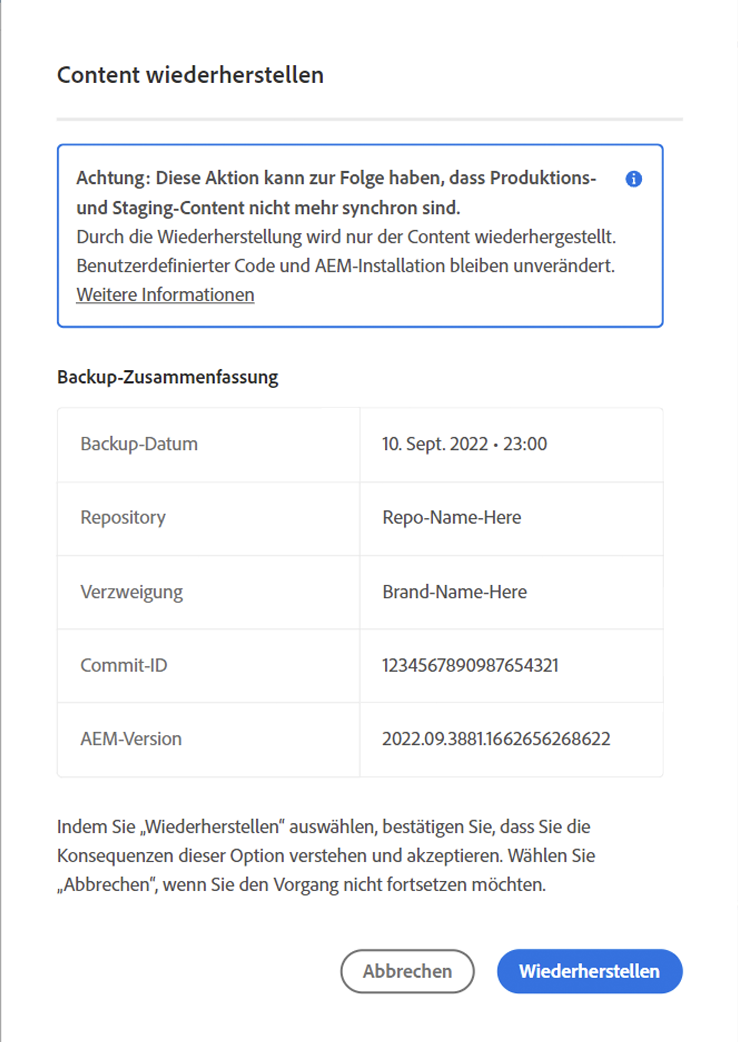 Content wiederherstellen
Achtung: Diese Aktion kann zur Folge haben, dass Produktions-
und Staging-Content nicht mehr synchron sind.
Durch die Wiederherstellung wird nur der Content wiederhergestellt.
Benutzerdefinierter Code und AEM-Installation bleiben unverändert.
Weitere Informationen
Backup-Zusammenfassung
Backup-Datum 10. Sept. 2022 • 23:00
Repository Repo-Name-Here
Verzweigung Brand-Name-Here
Commit-ID 1234567890987654321
AEM-Version 2022.09.3881.1662656268622
Indem Sie „Wiederherstellen“ auswählen, bestätigen Sie, dass Sie die
Konsequenzen dieser Option verstehen und akzeptieren. Wählen Sie
„Abbrechen“, wenn Sie den Vorgang nicht fortsetzen möchten.
Abbrechen Wiederherstellen